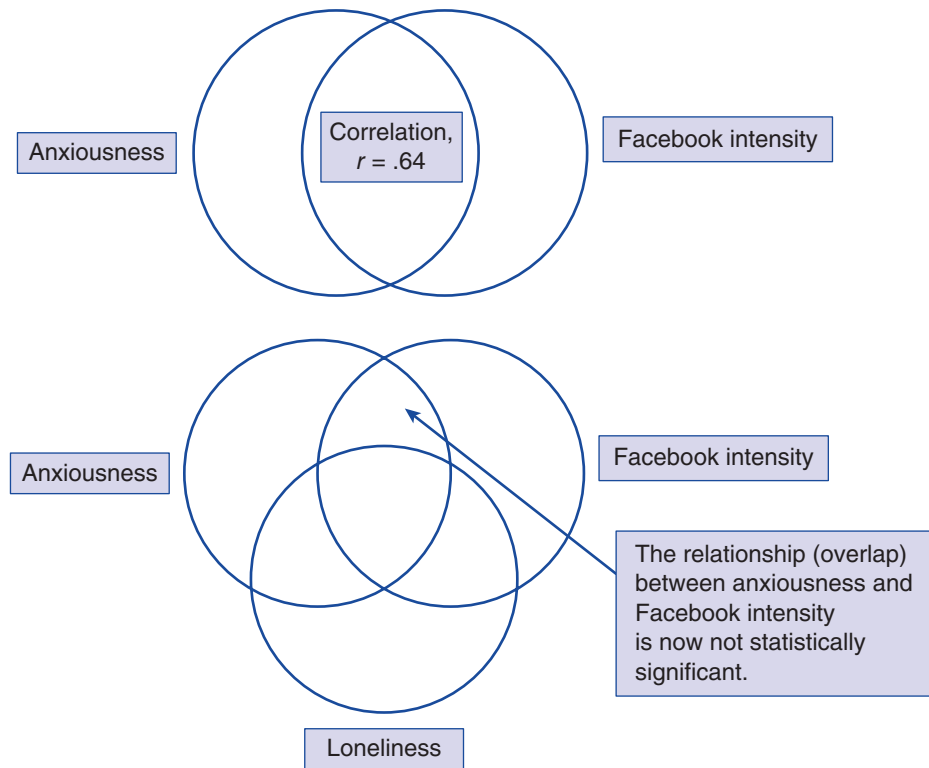 Anxiousness
Correlation,
r = .64
Facebook intensity
Anxiousness
Facebook intensity
The relationship (overlap)
between anxiousness and
Facebook intensity
is now not statistically
significant.
Loneliness